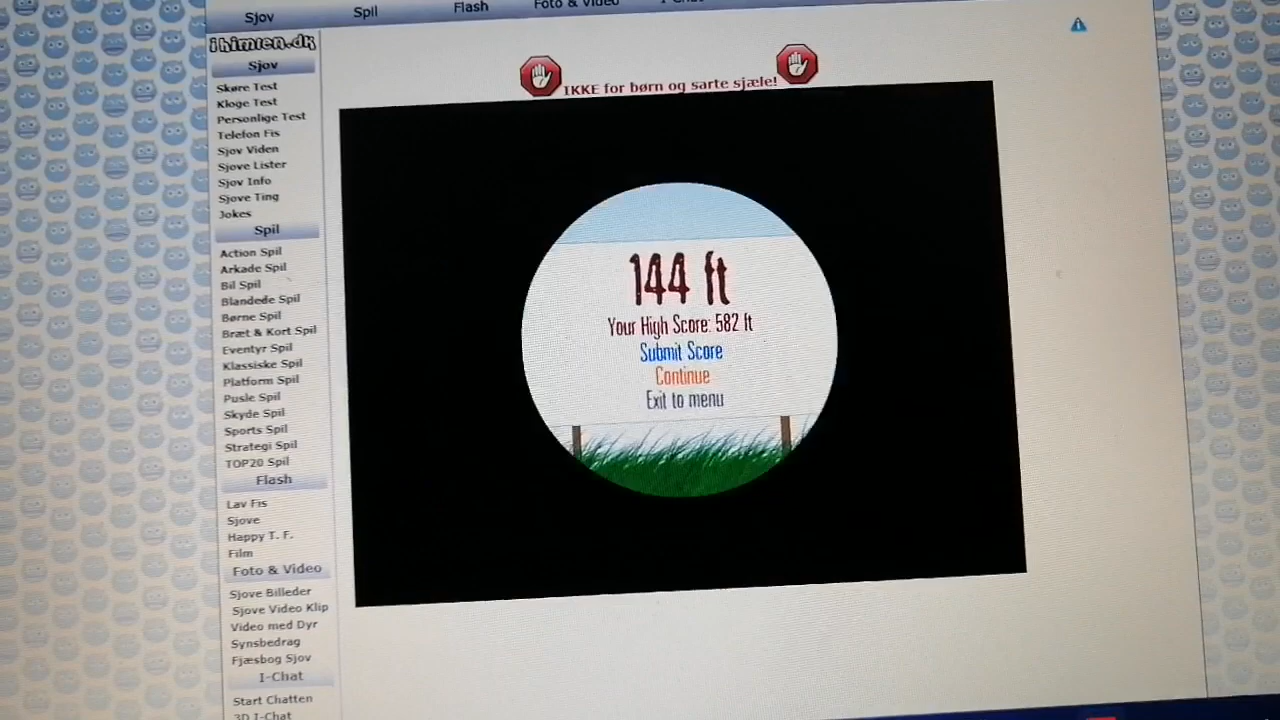 Sjov Spil Flash Foto & Video
ihimlen.dk
Sjov
Skøre Test
Kloge Test
Personlige Test
Telefon Fis
Sjov Viden
Sjove Lister
Sjov Info
Sjove Ting
Jokes
Spil
Action Spil
Arkade Spil
Bil Spil
Blandede Spil
Børne Spil
Bræt & Kort Spil
Eventyr Spil
Klassiske Spil
Platform Spil
Pusle Spil
Skyde Spil
Sports Spil
Strategi Spil
TOP20 Spil
Flash
Lav Fis
Sjove
Happy T. F.
Film
Foto & Video
Sjove Billeder
Sjove Video Klip
Video med Dyr
Synsbedrag
Fjæsbog Sjov
I-Chat
Start Chatten
3D I-Chat
IKKE for børn og sarte sjæle!
144 ft
Your High Score: 582 ft
Submit Score
Continue
Exit to menu